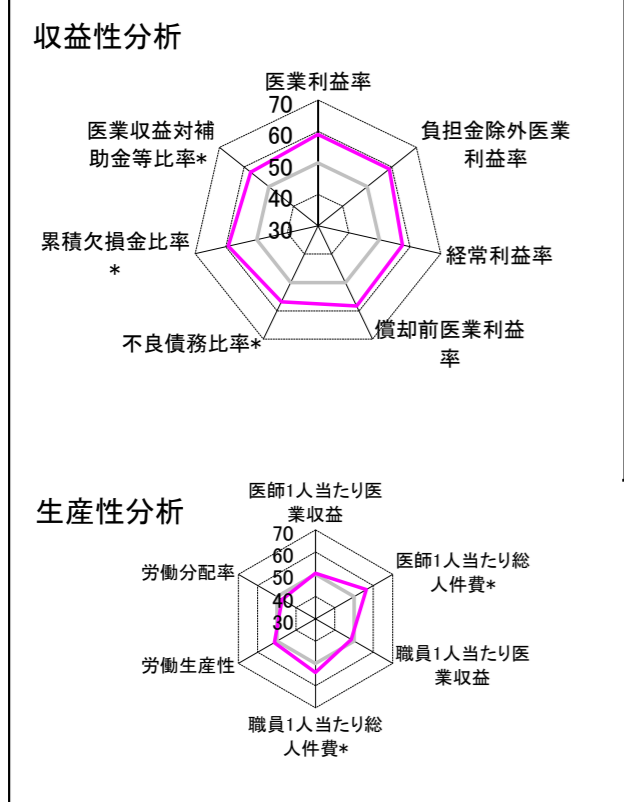 収益性分析
医業利益率
負担金除外医業
利益率
経常利益率
償却前医業利益
率
不良債務比率*
累積欠損金比率
*
医業収益対補
助金等比率*
70
60
50
40
30
生産性分析
医師1人当たり医
業収益
医師1人当たり総
人件費*
職員1人当たり医
業収益
職員1人当たり総
人件費*
労働生産性
労働分配率
70
60
50
40
30